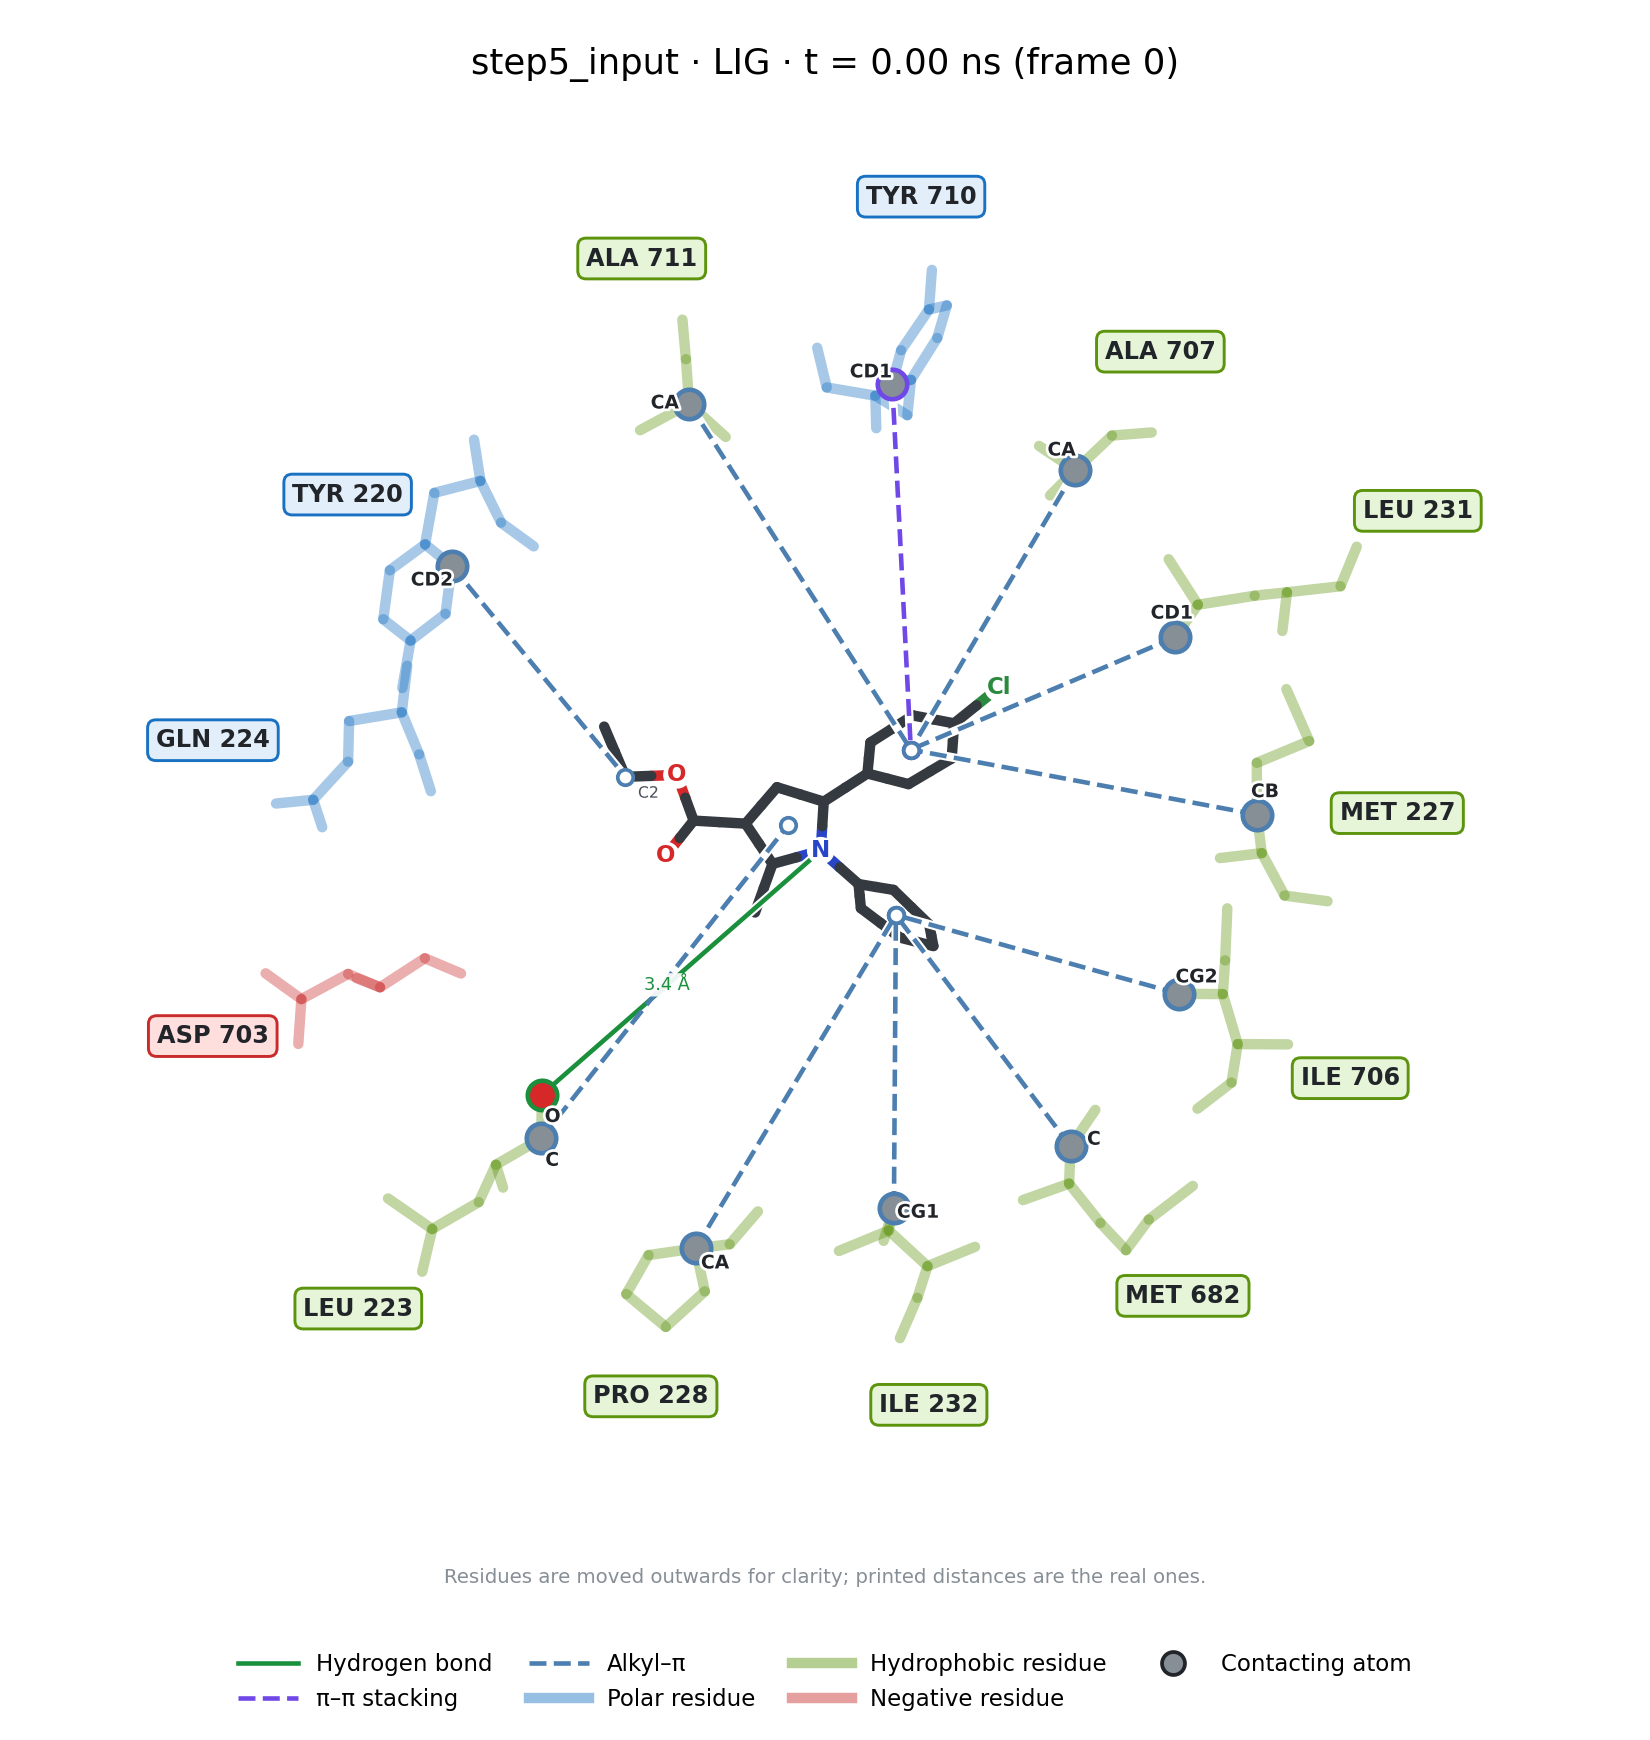 step5_input · LIG · t = 0.00 ns (frame 0)
TYR 710
ALA 711
ALA 707
CD1
CA
CA
TYR 220
LEU 231
CD2
CD1
Cl
GLN 224
O
C2
CB
MET 227
N
O
CG2
3.4 Å
ASP 703
ILE 706
O
C
C
CG1
CA
LEU 223
MET 682
PRO 228
ILE 232
Residues are moved outwards for clarity; printed distances are the real ones.
Hydrogen bond
Alkyl–π
Hydrophobic residue
Contacting atom
π–π stacking
Polar residue
Negative residue